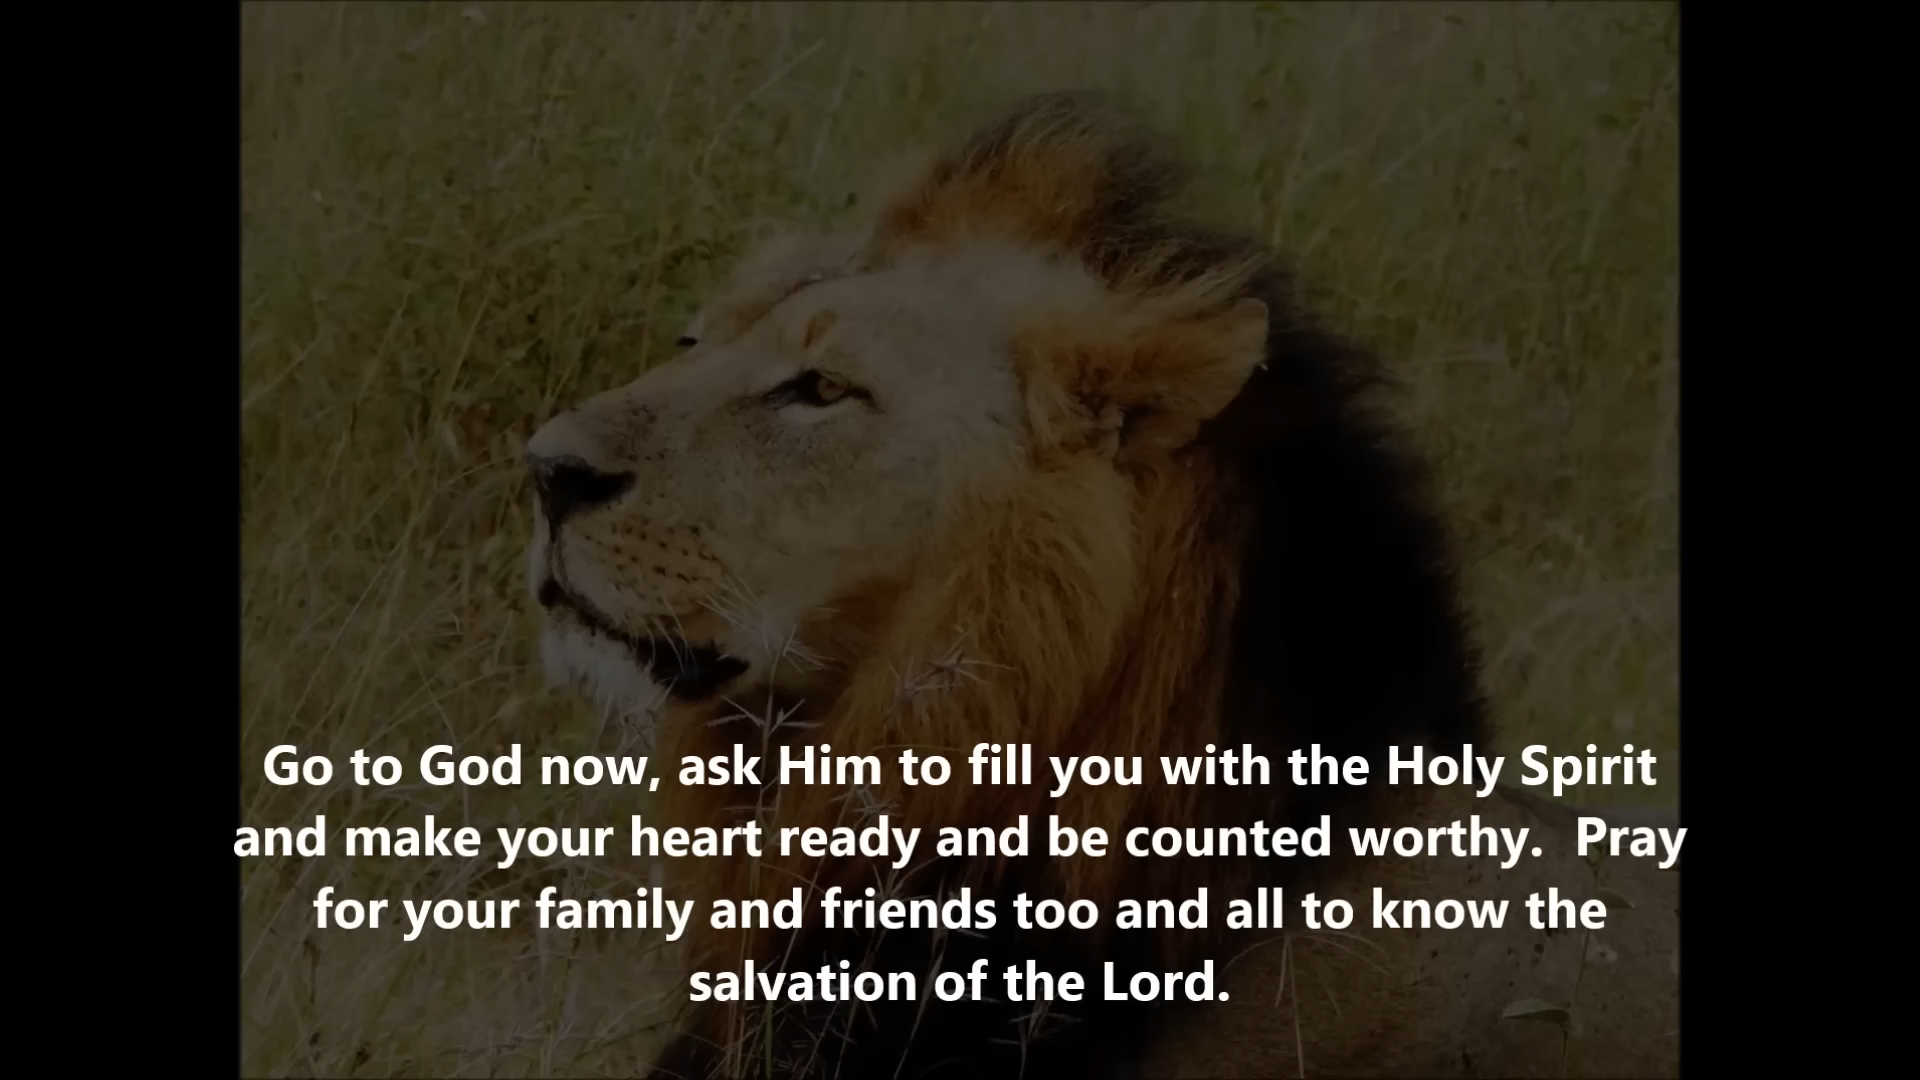 Go to God now, ask Him to fill you with the Holy Spirit
and make your heart ready and be counted worthy.  Pray
for your family and friends too and all to know the
salvation of the Lord.